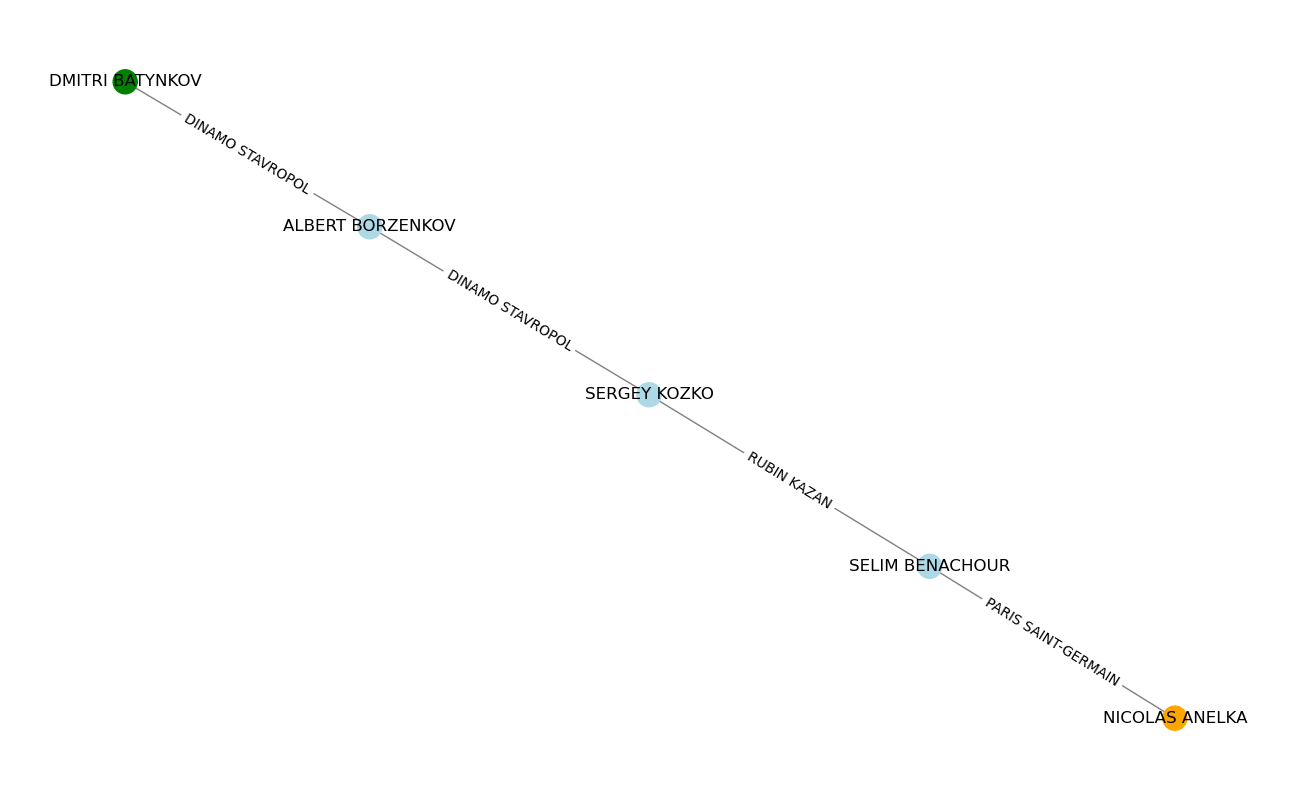 DMITRI BATYNKOV
DINAMO STAVROPOL
ALBERT BORZENKOV
DINAMO STAVROPOL
SERGEY KOZKO
RUBIN KAZAN
SELIM BENACHOUR
PARIS SAINT-GERMAIN
NICOLAS ANELKA